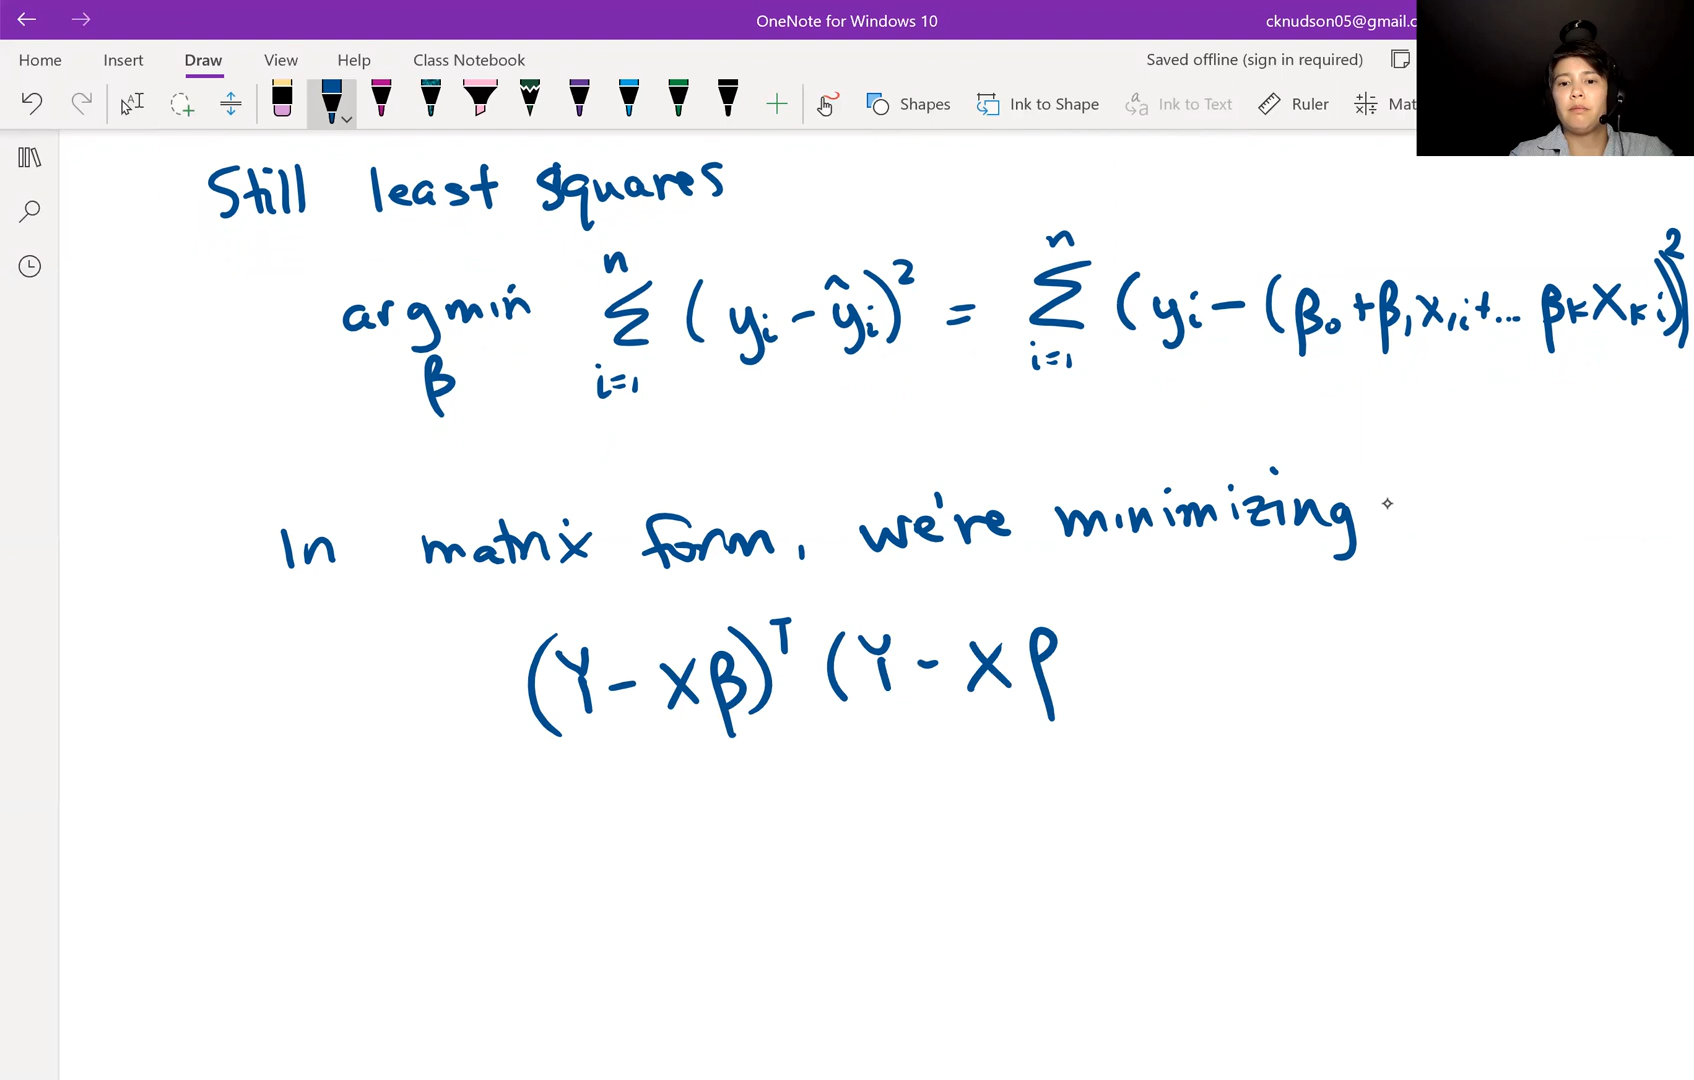 OneNote for Windows 10
cknudson05@gmail.c
Home Insert Draw View Help Class Notebook
Saved offline (sign in required)
Shapes Ink to Shape Ink to Text Ruler Mat
Still least squares
argmin β Σ i=1 n (yi - ŷi)² = Σ i=1 n (yi - (β₀ + β₁x₁i + ... βkXki))²
In matrix form, we're minimizing
(Y - Xβ)ᵀ (Y - Xβ